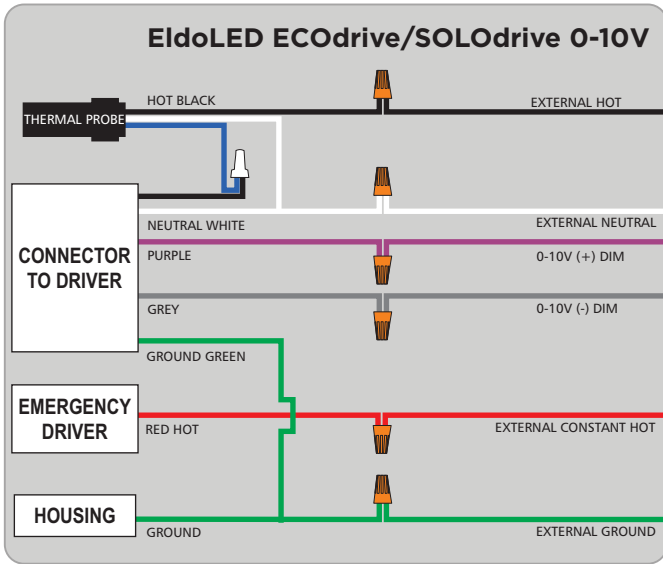 EldoLED ECOdrive/SOLOdrive 0-10V
HOT BLACK
EXTERNAL HOT
THERMAL PROBE
NEUTRAL WHITE
EXTERNAL NEUTRAL
CONNECTOR
TO DRIVER
PURPLE
0-10V (+) DIM
GREY
0-10V (-) DIM
GROUND GREEN
EMERGENCY
DRIVER
RED HOT
EXTERNAL CONSTANT HOT
HOUSING
GROUND
EXTERNAL GROUND